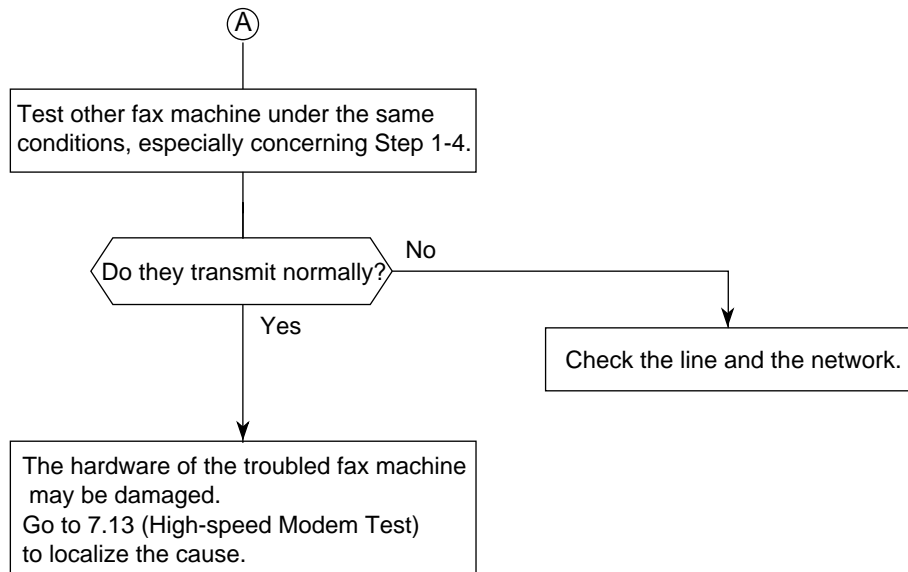 A
Test other fax machine under the same
conditions, especially concerning Step 1-4.
Do they transmit normally?
No
Yes
Check the line and the network.
The hardware of the troubled fax machine
may be damaged.
Go to 7.13 (High-speed Modem Test)
to localize the cause.